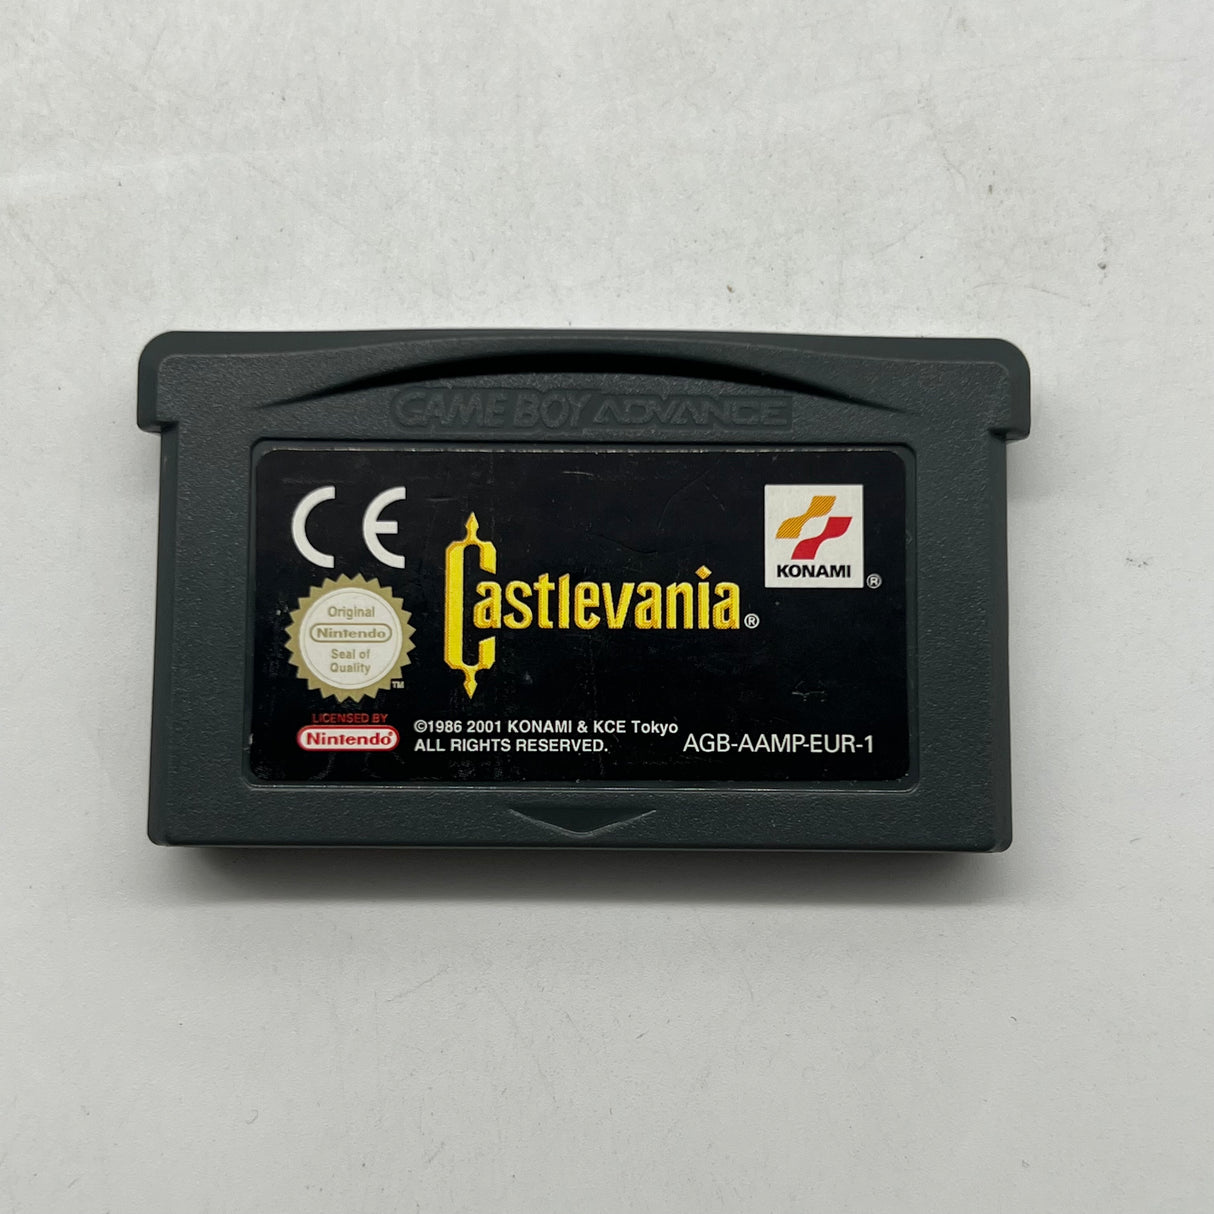 GAME BOY ADVANCE
CE
KONAMI ®
Castlevania®
Original
Nintendo
Seal of
Quality
TM
LICENSED BY
Nintendo®
©1986 2001 KONAMI & KCE Tokyo
ALL RIGHTS RESERVED.
AGB-AAMP-EUR-1